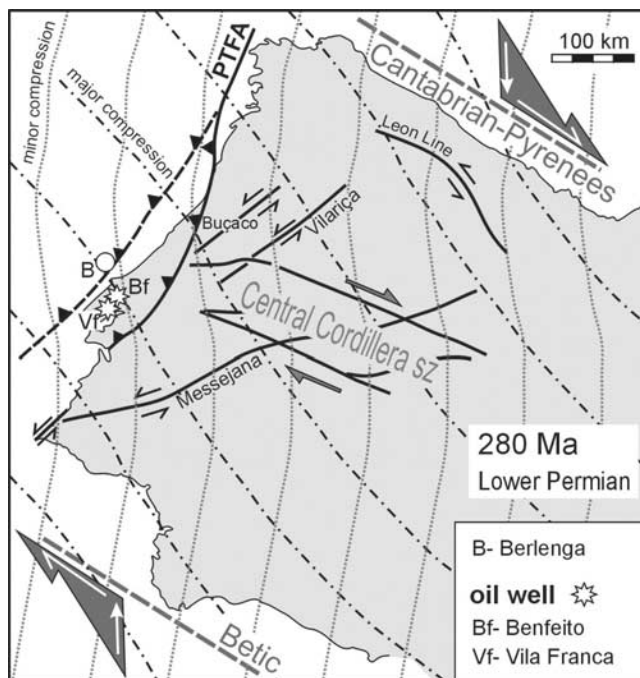 PTFA
100 km
minor compression
major compression
Cantabrian-Pyrenees
Leon Line
Buçaco
Vilariça
B
Bf
Vf
Central Cordillera sz
Messejana
280 Ma
Lower Permian
B- Berlenga
oil well
Bf- Benfeito
Vf- Vila Franca
Betic